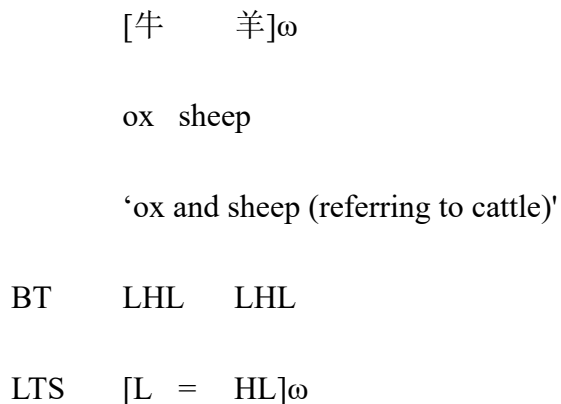 [牛 羊]ω
ox sheep
‘ox and sheep (referring to cattle)'
BT LHL LHL
LTS [L = HL]ω